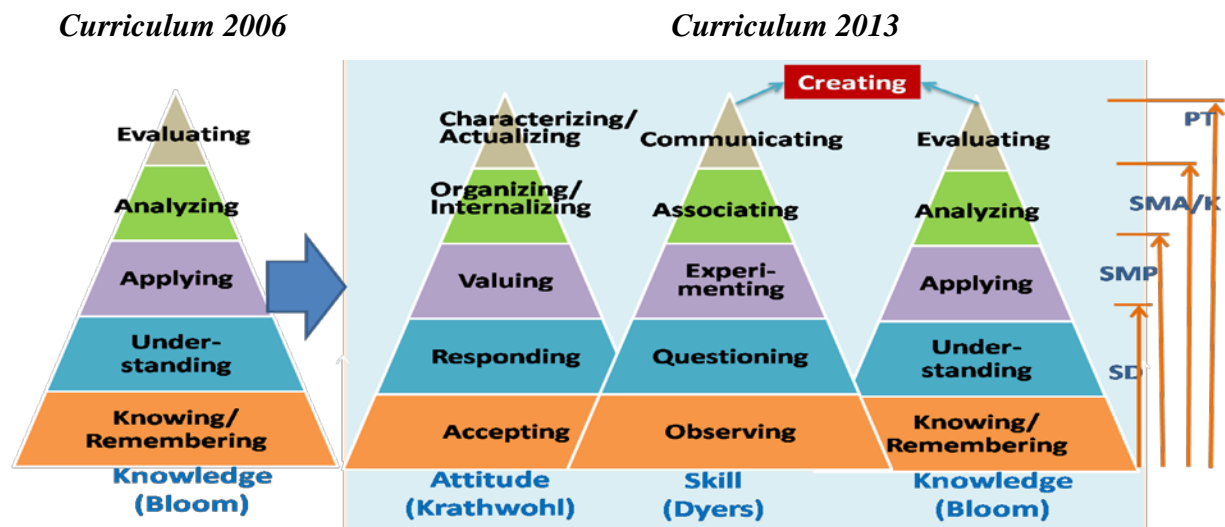 Curriculum 2006
Curriculum 2013
Evaluating
Analyzing
Applying
Under-
standing
Knowing/
Remembering
Knowledge
(Bloom)
Creating
Characterizing/
Actualizing
Organizing/
Internalizing
Valuing
Responding
Accepting
Attitude
(Krathwohl)
Communicating
Associating
Experi-
menting
Questioning
Observing
Skill
(Dyers)
Evaluating
Analyzing
Applying
Under-
standing
Knowing/
Remembering
Knowledge
(Bloom)
PT
SMA/K
SMP
SD